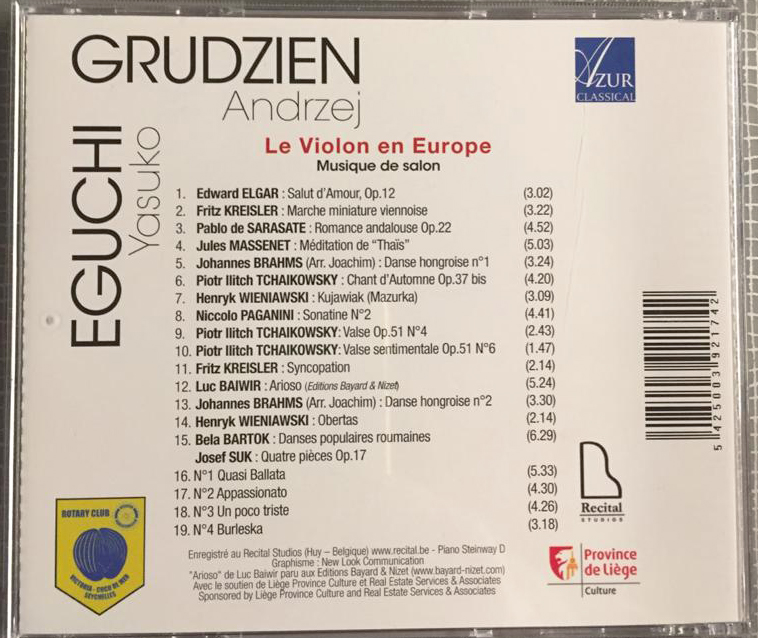 GRUDZIEN
Andrzej
EGUCHI
Yasuko
AZUR
CLASSICAL
Le Violon en Europe
Musique de salon
1. Edward ELGAR : Salut d'Amour, Op.12 (3.02)
2. Fritz KREISLER : Marche miniature viennoise (3.22)
3. Pablo de SARASATE : Romance andalouse Op.22 (4.52)
4. Jules MASSENET : Méditation de "Thaïs" (5.03)
5. Johannes BRAHMS (Arr. Joachim) : Danse hongroise n°1 (3.24)
6. Piotr Ilitch TCHAIKOWSKY : Chant d'Automne Op.37 bis (4.20)
7. Henryk WIENIAWSKI : Kujawiak (Mazurka) (3.09)
8. Niccolo PAGANINI : Sonatine N°2 (4.41)
9. Piotr Ilitch TCHAIKOWSKY: Valse Op.51 N°4 (2.43)
10. Piotr Ilitch TCHAIKOWSKY: Valse sentimentale Op.51 N°6 (1.47)
11. Fritz KREISLER : Syncopation (2.14)
12. Luc BAIWIR : Arioso (Editions Bayard & Nizet) (5.24)
13. Johannes BRAHMS (Arr. Joachim) : Danse hongroise n°2 (3.30)
14. Henryk WIENIAWSKI : Obertas (2.14)
15. Bela BARTOK : Danses populaires roumaines (6.29)
Josef SUK : Quatre pièces Op.17
16. N°1 Quasi Ballata (5.33)
17. N°2 Appassionato (4.30)
18. N°3 Un poco triste (4.26)
19. N°4 Burleska (3.18)
5425003921742
Recital
STUDIOS
ROTARY CLUB
VICTORIA - COCO DE MER
SEYCHELLES
Enregistré au Recital Studios (Huy – Belgique) www.recital.be - Piano Steinway D
Graphisme : New Look Communication
"Arioso" de Luc Baiwir paru aux Editions Bayard & Nizet (www.bayard-nizet.com)
Avec le soutien de Liège Province Culture et Real Estate Services & Associates
Sponsored by Liège Province Culture and Real Estate Services & Associates
Province
de Liège
Culture